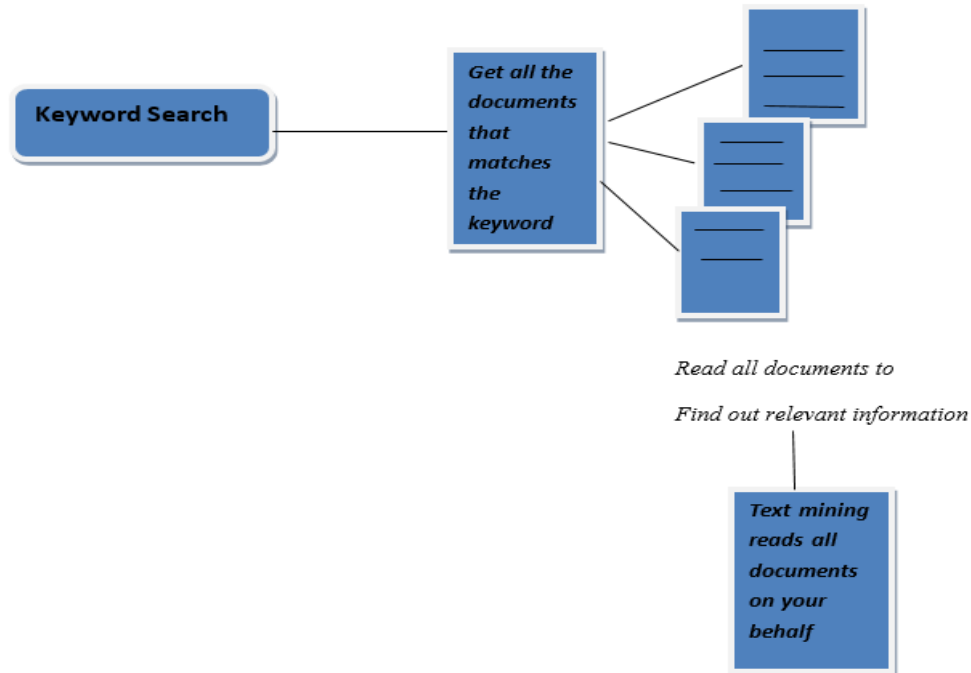 Keyword Search
Get all the
documents
that
matches
the
keyword
Read all documents to
Find out relevant information
Text mining
reads all
documents
on your
behalf